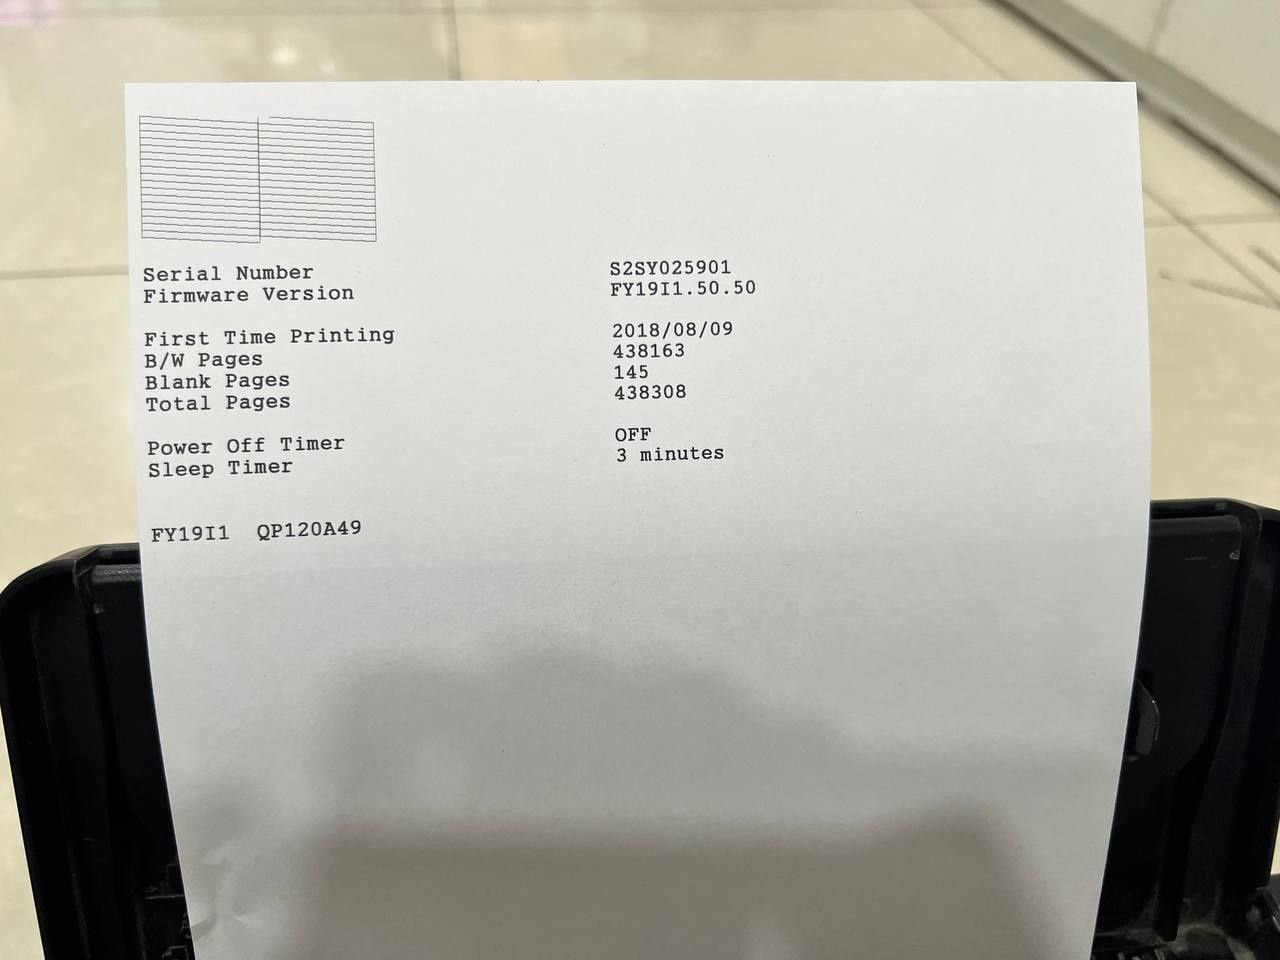 Serial Number S2SY025901
Firmware Version FY19I1.50.50
First Time Printing 2018/08/09
B/W Pages 438163
Blank Pages 145
Total Pages 438308
Power Off Timer OFF
Sleep Timer 3 minutes
FY19I1 QP120A49